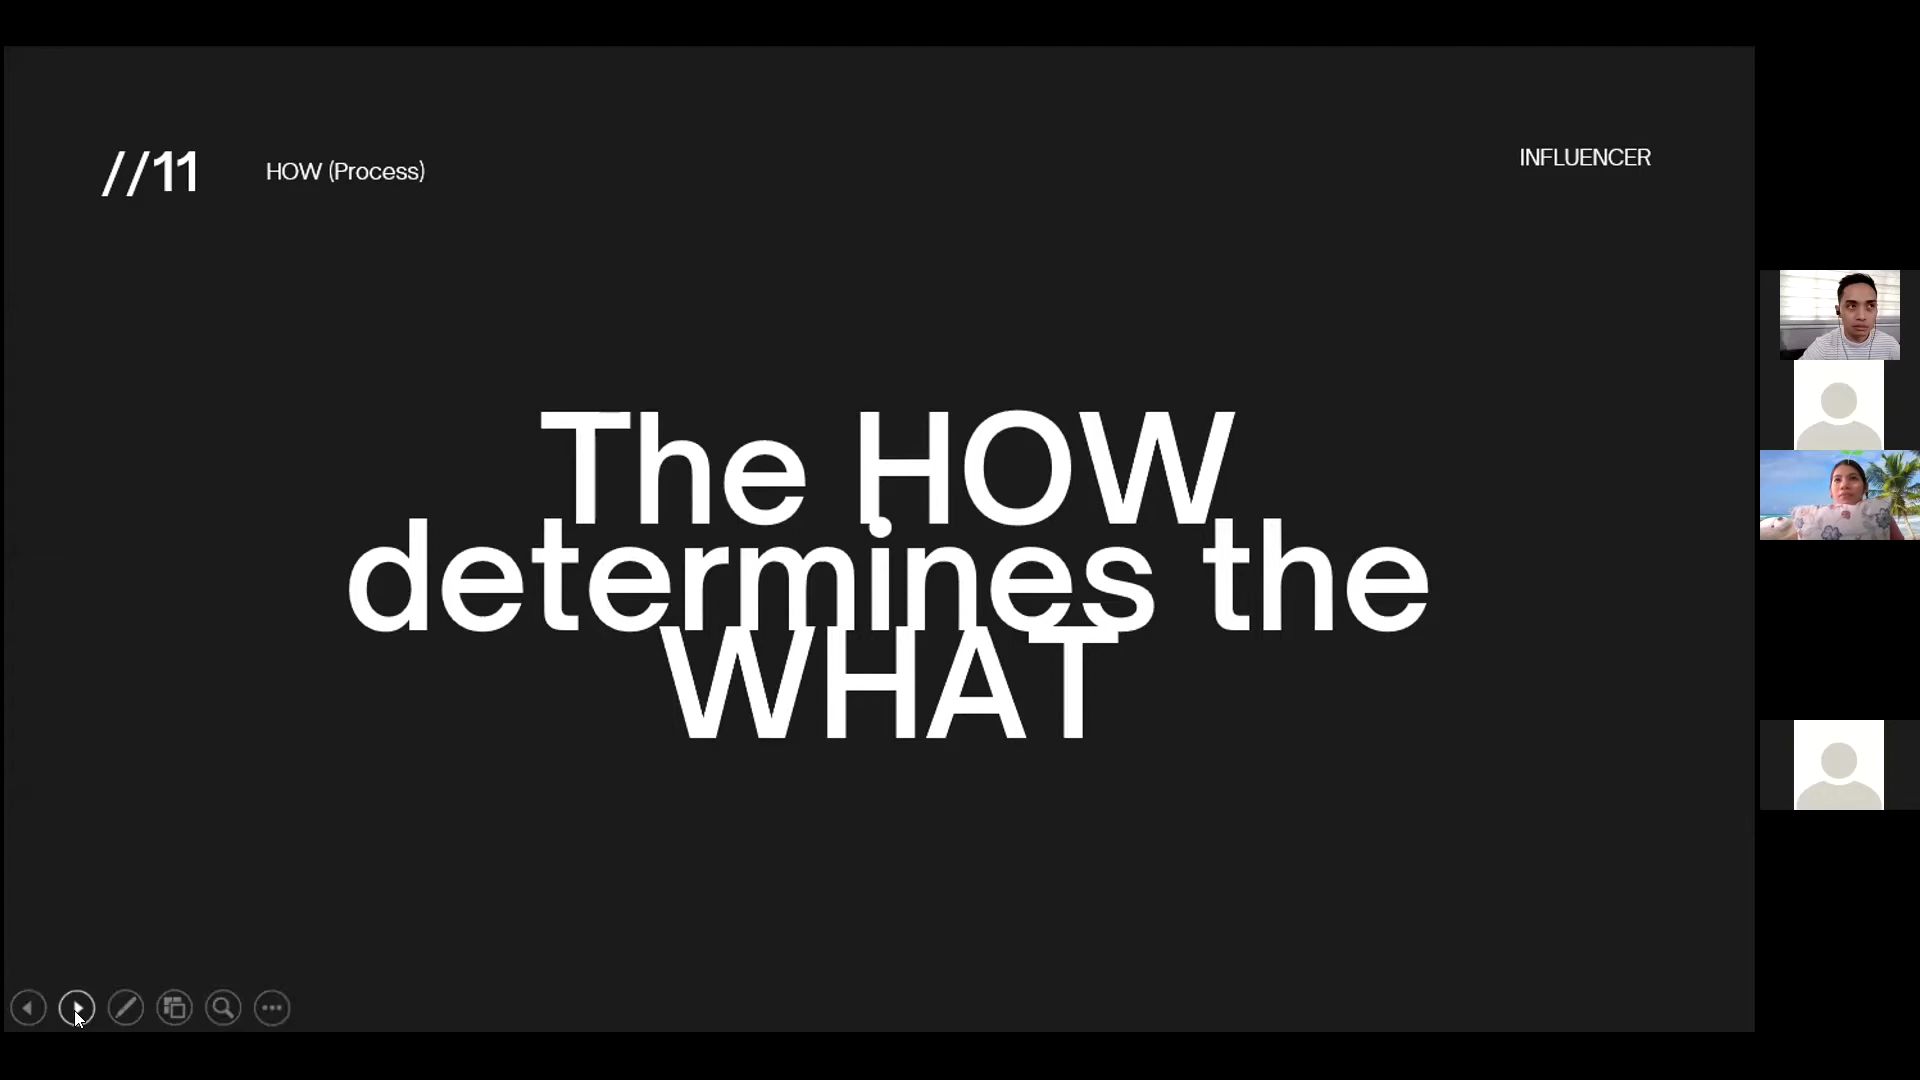 //11
HOW (Process)
INFLUENCER
The HOW
determines the
WHAT